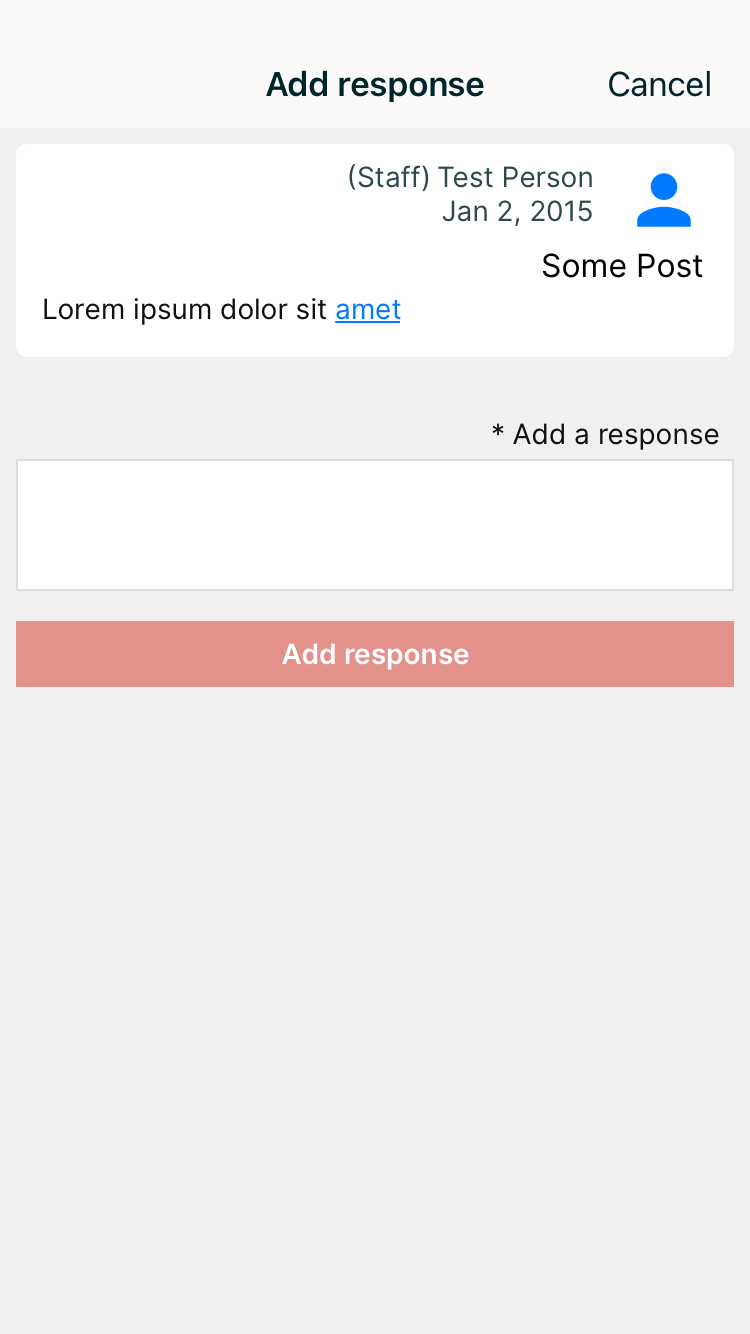 Add response
Cancel
(Staff) Test Person
Jan 2, 2015
Some Post
Lorem ipsum dolor sit amet
* Add a response
Add response